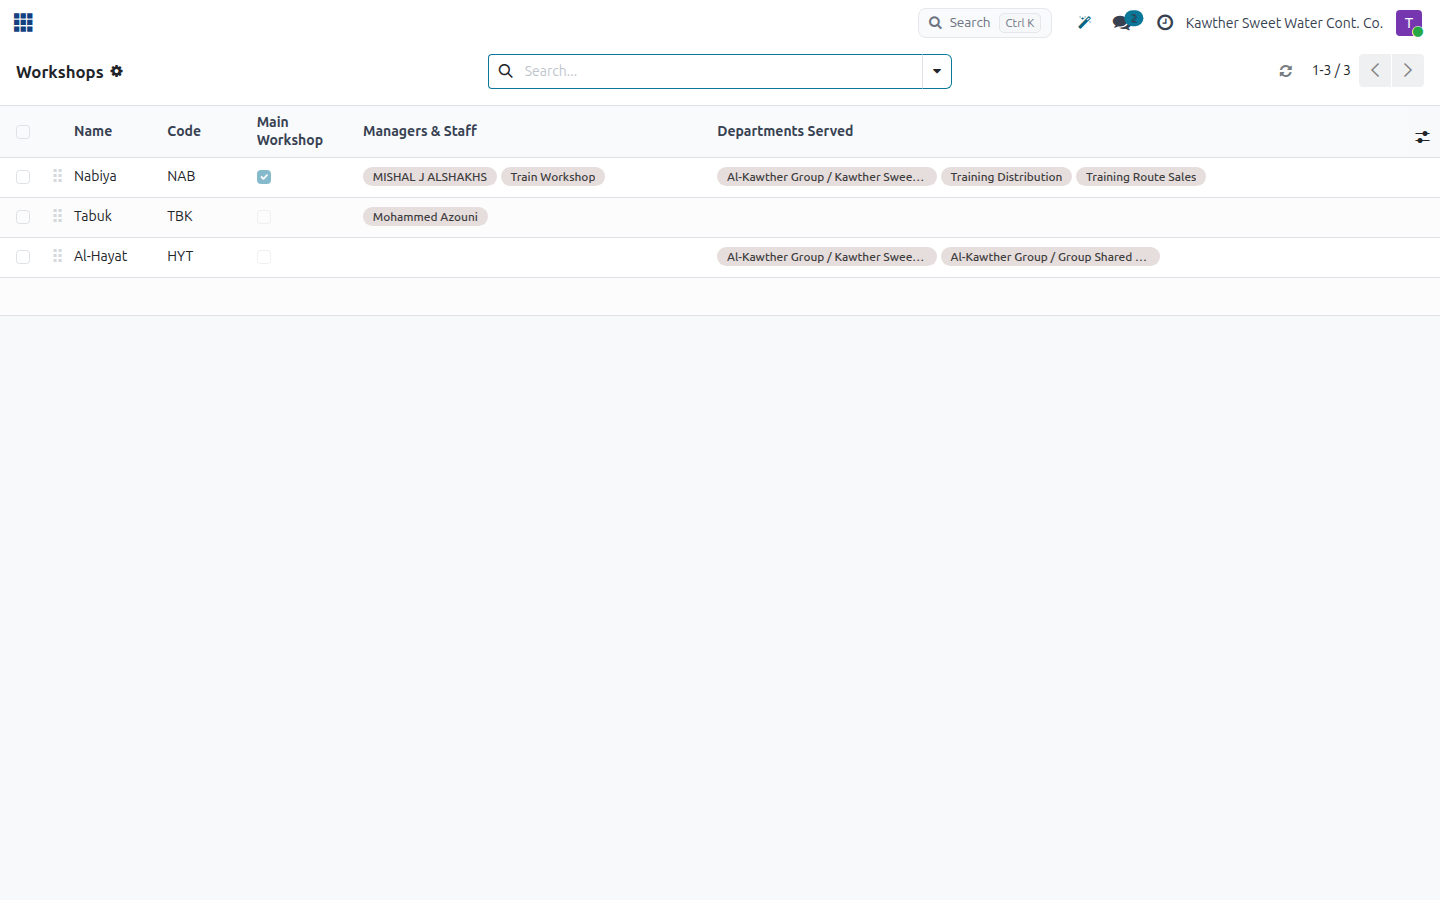 Search Ctrl K 2 Kawther Sweet Water Cont. Co. T
Workshops Search... 1-3 / 3
Name Code Main Workshop Managers & Staff Departments Served
Nabiya NAB MISHAL J ALSHAKHS Train Workshop Al-Kawther Group / Kawther Swee... Training Distribution Training Route Sales
Tabuk TBK Mohammed Azouni
Al-Hayat HYT Al-Kawther Group / Kawther Swee... Al-Kawther Group / Group Shared ...